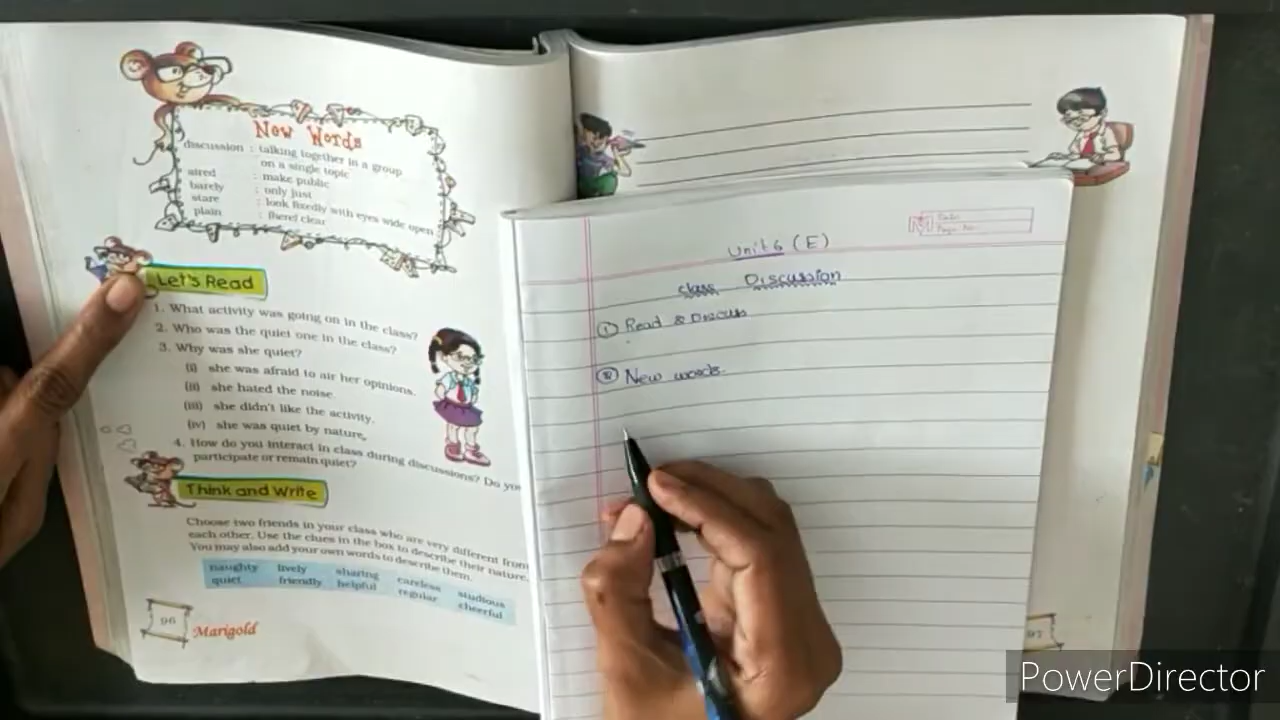 New Words
discussion : talking together in a group
on a single topic
aired : make public
barely : only just
stare : look fixedly with eyes wide open
plain : (here) clear
Let's Read
1. What activity was going on in the class?
2. Who was the quiet one in the class?
3. Why was she quiet?
(i) she was afraid to air her opinions.
(ii) she hated the noise.
(iii) she didn't like the activity.
(iv) she was quiet by nature.
4. How do you interact in class during discussions? Do you
participate or remain quiet?
Think and Write
Choose two friends in your class who are very different from
each other. Use the clues in the box to describe their nature.
You may also add your own words to describe them.
naughty lively sharing careless studious
quiet friendly helpful regular cheerful
96 Marigold
Unit 6 (E)
Class Discussion
Date:
Page No:
① Read & Discuss
② New words.
97
PowerDirector